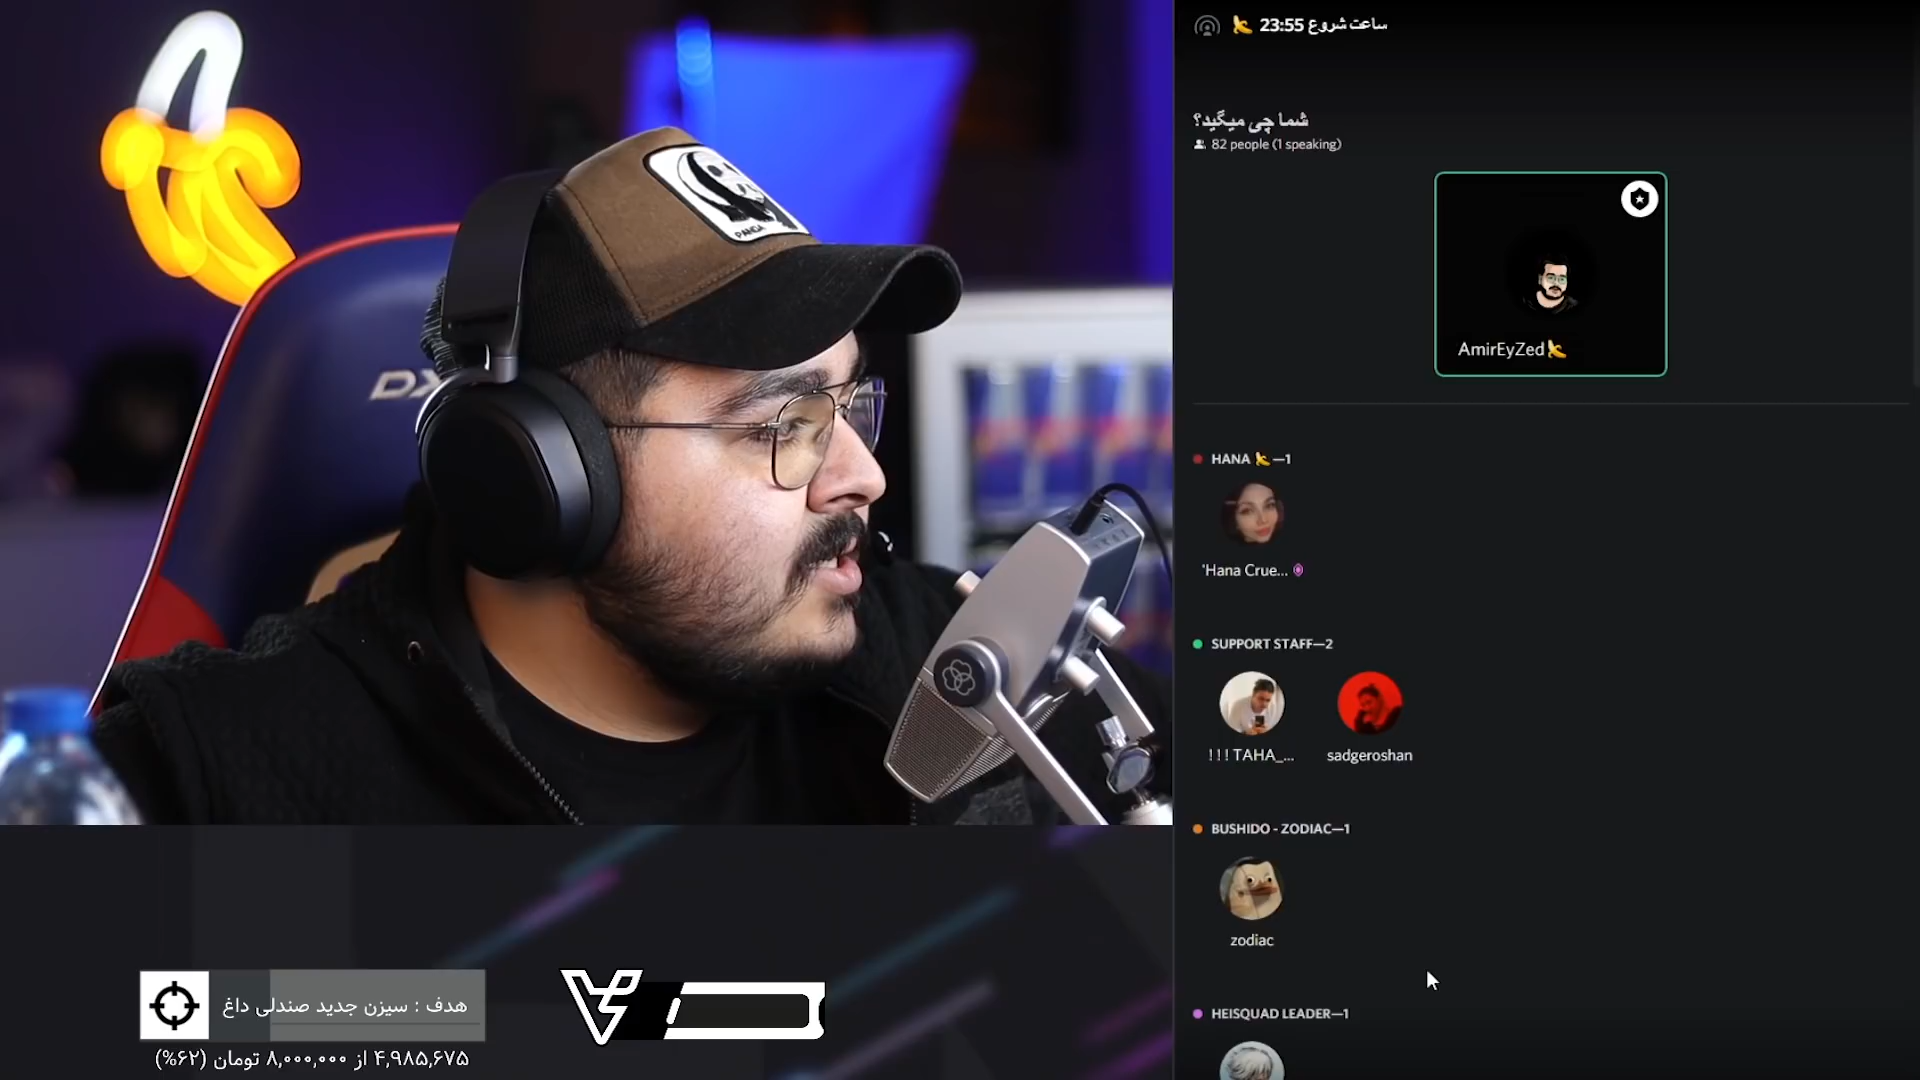 ساعت شروع 23:55
شما چی میگید؟
82 people (1 speaking)
AmirEyZed
HANA —1
'Hana Crue...
SUPPORT STAFF—2
!!! TAHA_...
sadgeroshan
BUSHIDO - ZODIAC—1
zodiac
HEISQUAD LEADER—1
PANDA
DX
هدف : سیزن جدید صندلی داغ
۴,۹۸۵,۶۷۵ از ۸,۰۰۰,۰۰۰ تومان (۶۲%)